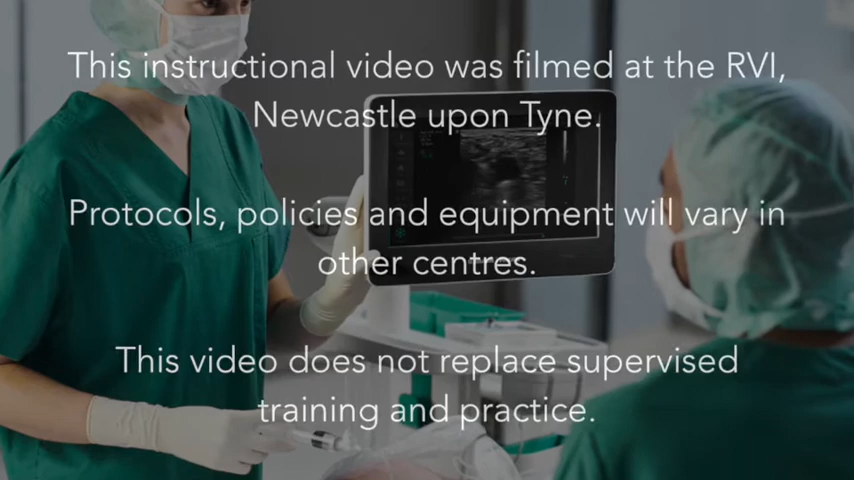 This instructional video was filmed at the RVI,
Newcastle upon Tyne.
Protocols, policies and equipment will vary in
other centres.
This video does not replace supervised
training and practice.